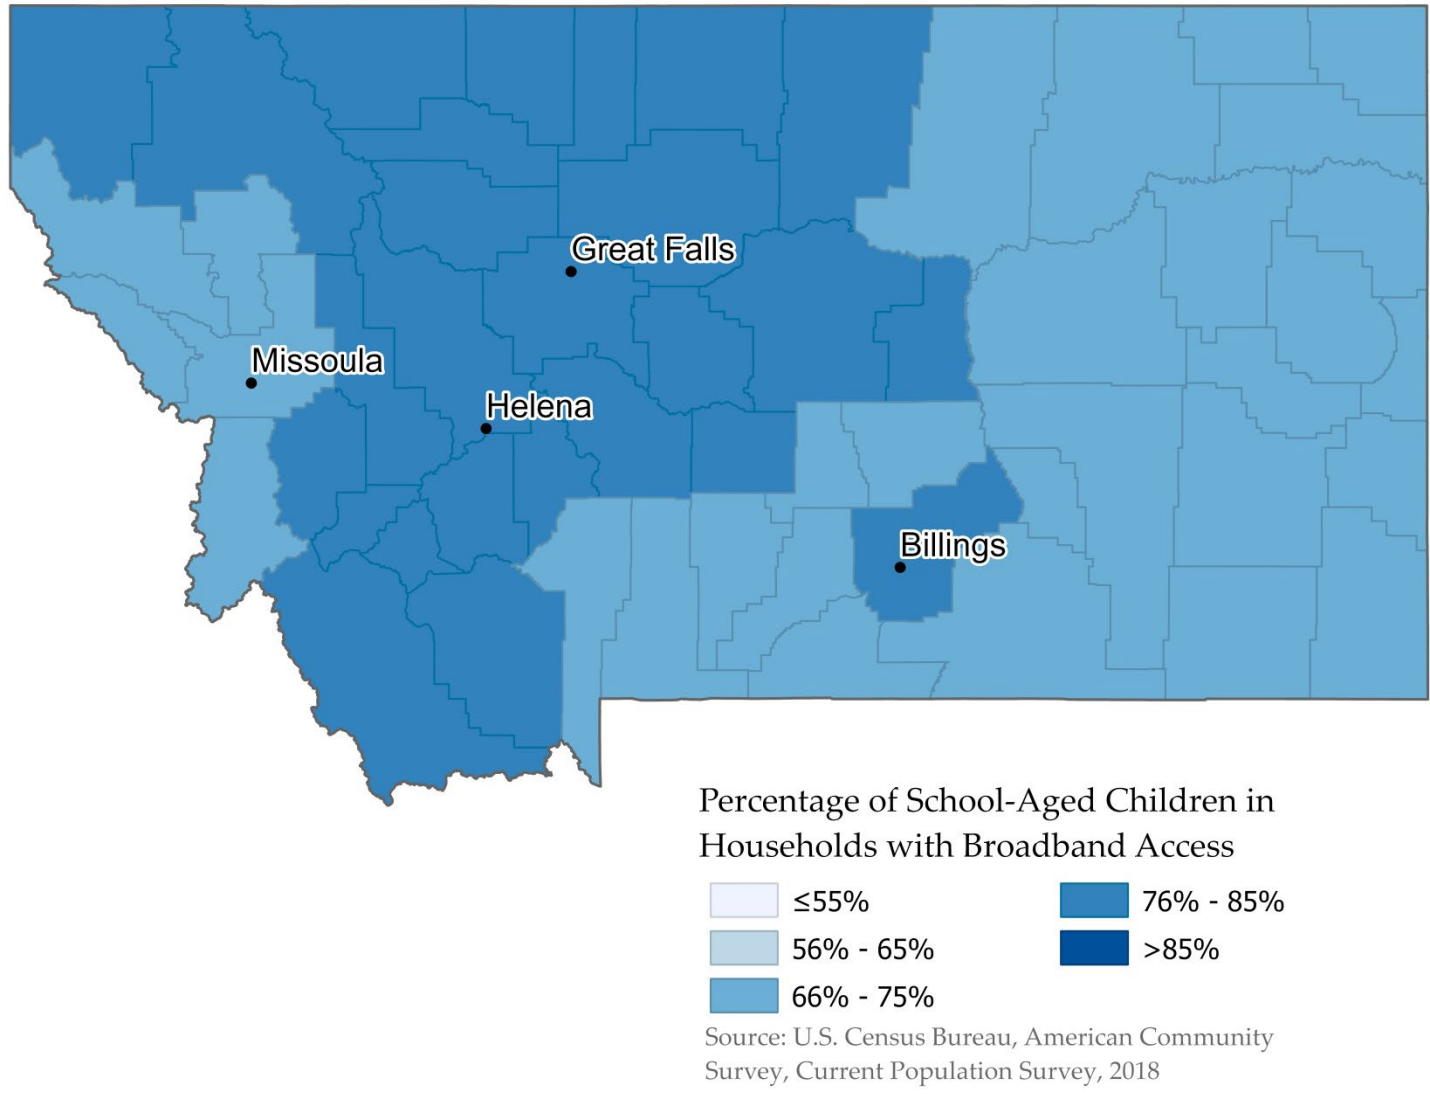 Great Falls
Missoula
Helena
Billings
Percentage of School-Aged Children in
Households with Broadband Access
≤55%
56% - 65%
66% - 75%
76% - 85%
>85%
Source: U.S. Census Bureau, American Community
Survey, Current Population Survey, 2018